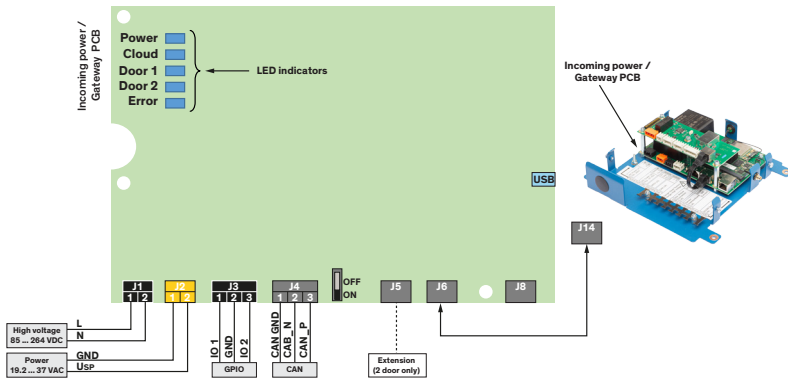 Incoming power /
Gateway PCB
Power
Cloud
Door 1
Door 2
Error
LED indicators
Incoming power /
Gateway PCB
USB
J14
OFF
ON
J1
1 2
J2
1 2
J3
1 2 3
J4
1 2 3
J5
J6
J8
High voltage
85 ... 264 VDC
L
N
Power
19.2 ... 37 VAC
GND
USP
IO 1
GND
IO 2
GPIO
CAN GND
CAB_N
CAN_P
CAN
Extension
(2 door only)